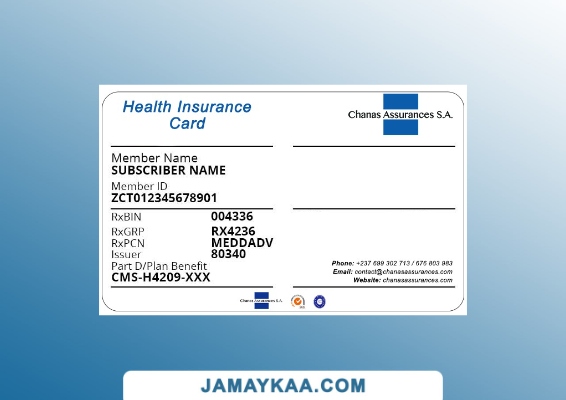 Health Insurance
Card
Chanas Assurances S.A.
Member Name
SUBSCRIBER NAME
Member ID
ZCT012345678901
RxBIN 004336
RxGRP RX4236
RxPCN MEDDADV
Issuer 80340
Part D/Plan Benefit
CMS-H4209-XXX
Phone: +237 699 302 713 / 676 803 983
Email: contact@chanasassurances.com
Website: chanasassurances.com
Chanas Assurances S.A.
JAMAYKAA.COM